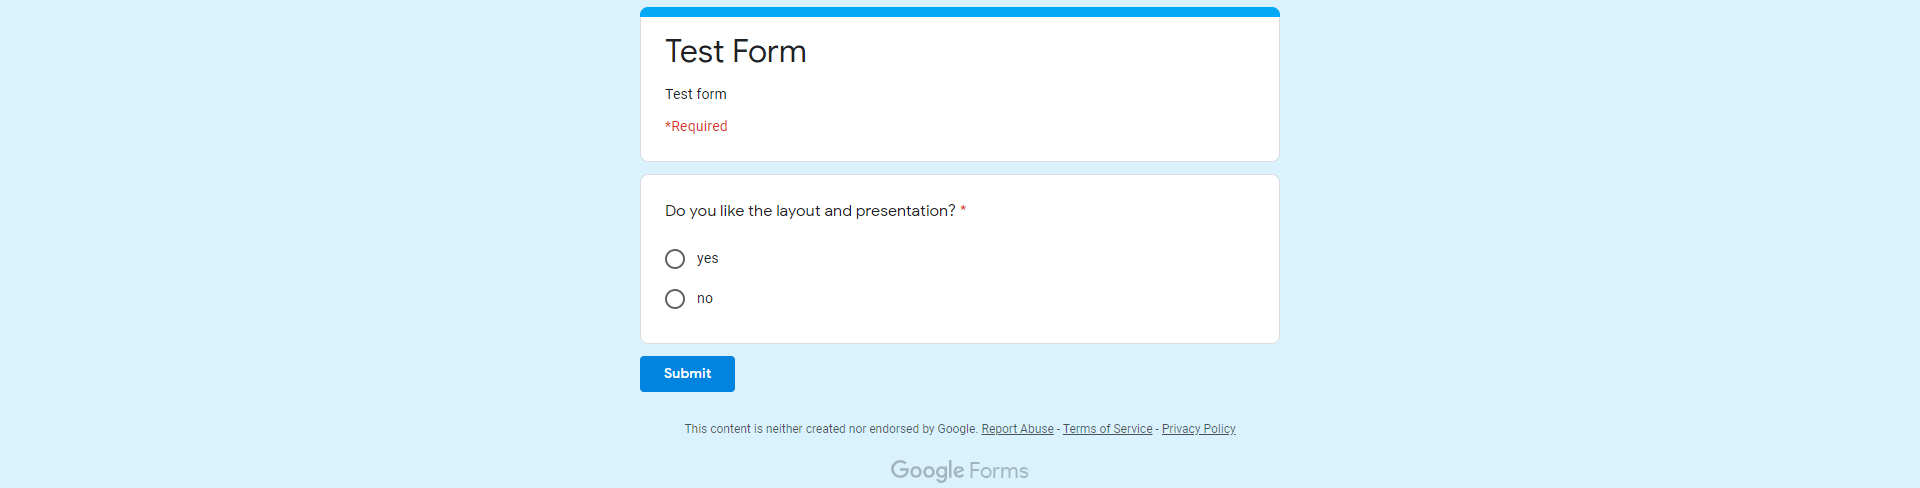 Test Form
Test form
*Required
Do you like the layout and presentation? *
yes
no
Submit
This content is neither created nor endorsed by Google. Report Abuse - Terms of Service - Privacy Policy
Google Forms